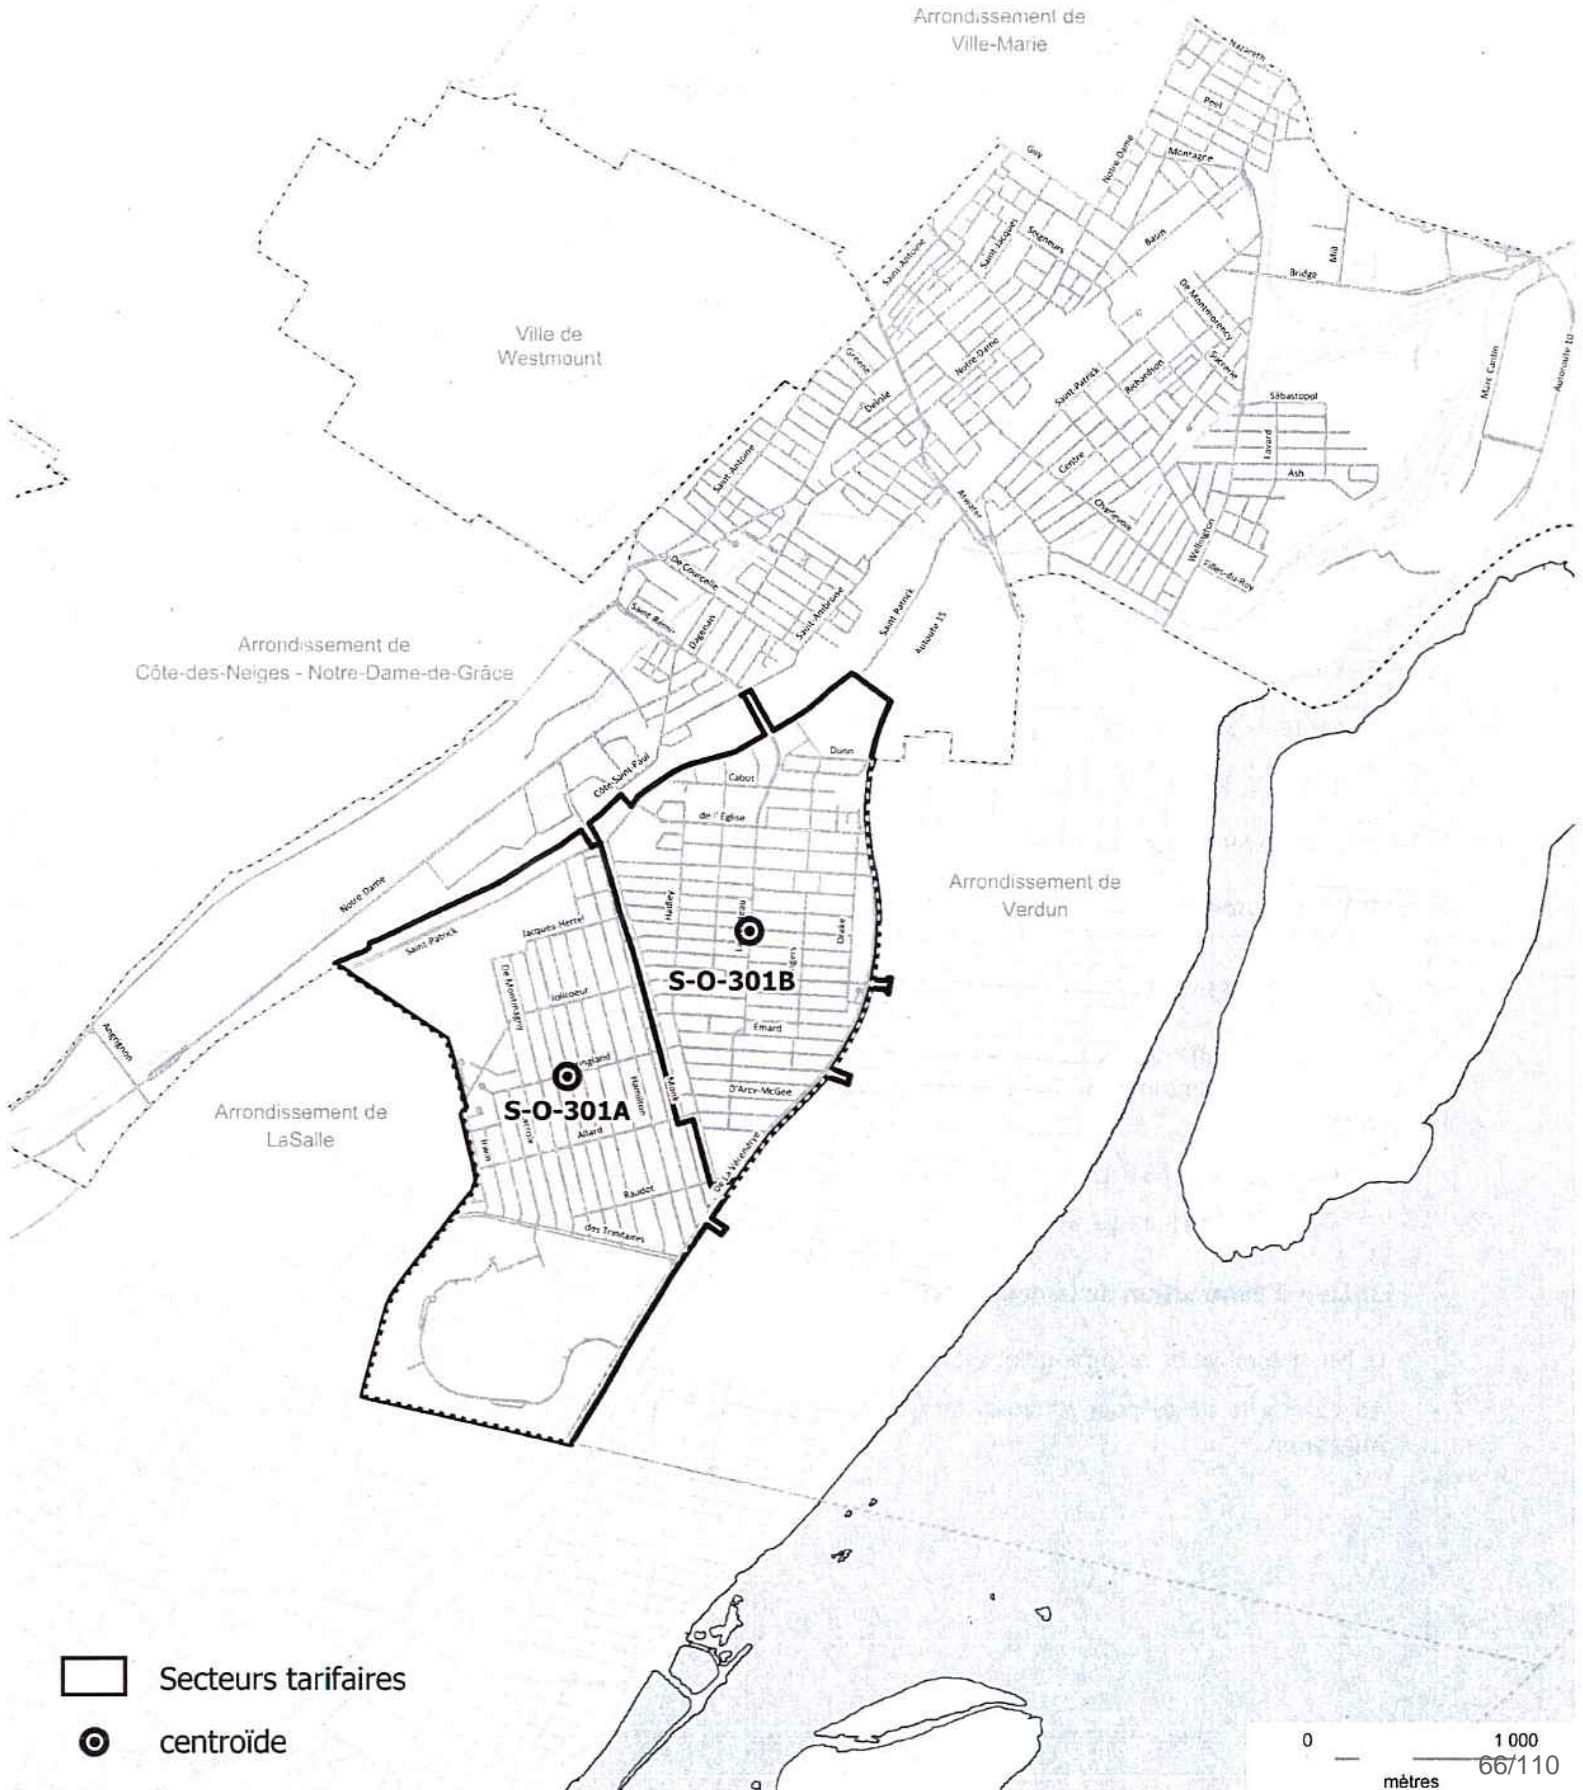 Arrondissement de
Ville-Marie
Nazareth
Peel
Notre-Dame
Montagne
Guy
Saint-Jacques
Seigneurs
Basin
Saint-Antoine
Mill
Bridge
De Montmorency
Ville de
Westmount
Greene
Notre-Dame
Sucrerie
Autoroute 10
Marc Cantin
Saint-Patrick
Richardson
Delisle
Sébastopol
Favard
Saint-Antoine
Centre
Ash
Atwater
Charlevoix
Wellington
De Courcelle
Filles-du-Roy
Saint-Ambroise
Saint Patrick
Saint Rémi
Dagenais
Autoute 15
Arrondissement de
Côte-des-Neiges - Notre-Dame-de-Grâce
Dunn
Côte-Saint-Paul
Cabot
de l' Eglise
Notre-Dame
Arrondissement de
Verdun
Hadley
Jacques-Hertel
Saint-Patrick
Drake
S-O-301B
De Montmagny
Jolicoeur
Emard
Angrignon
Hamilton
Monk
D'Arcy-McGee
S-O-301A
Arrondissement de
LaSalle
Allard
Irwin
De La Vérendrye
Raudot
des Trinitaires
Secteurs tarifaires
centroïde
0 1 000
mètres
66/110